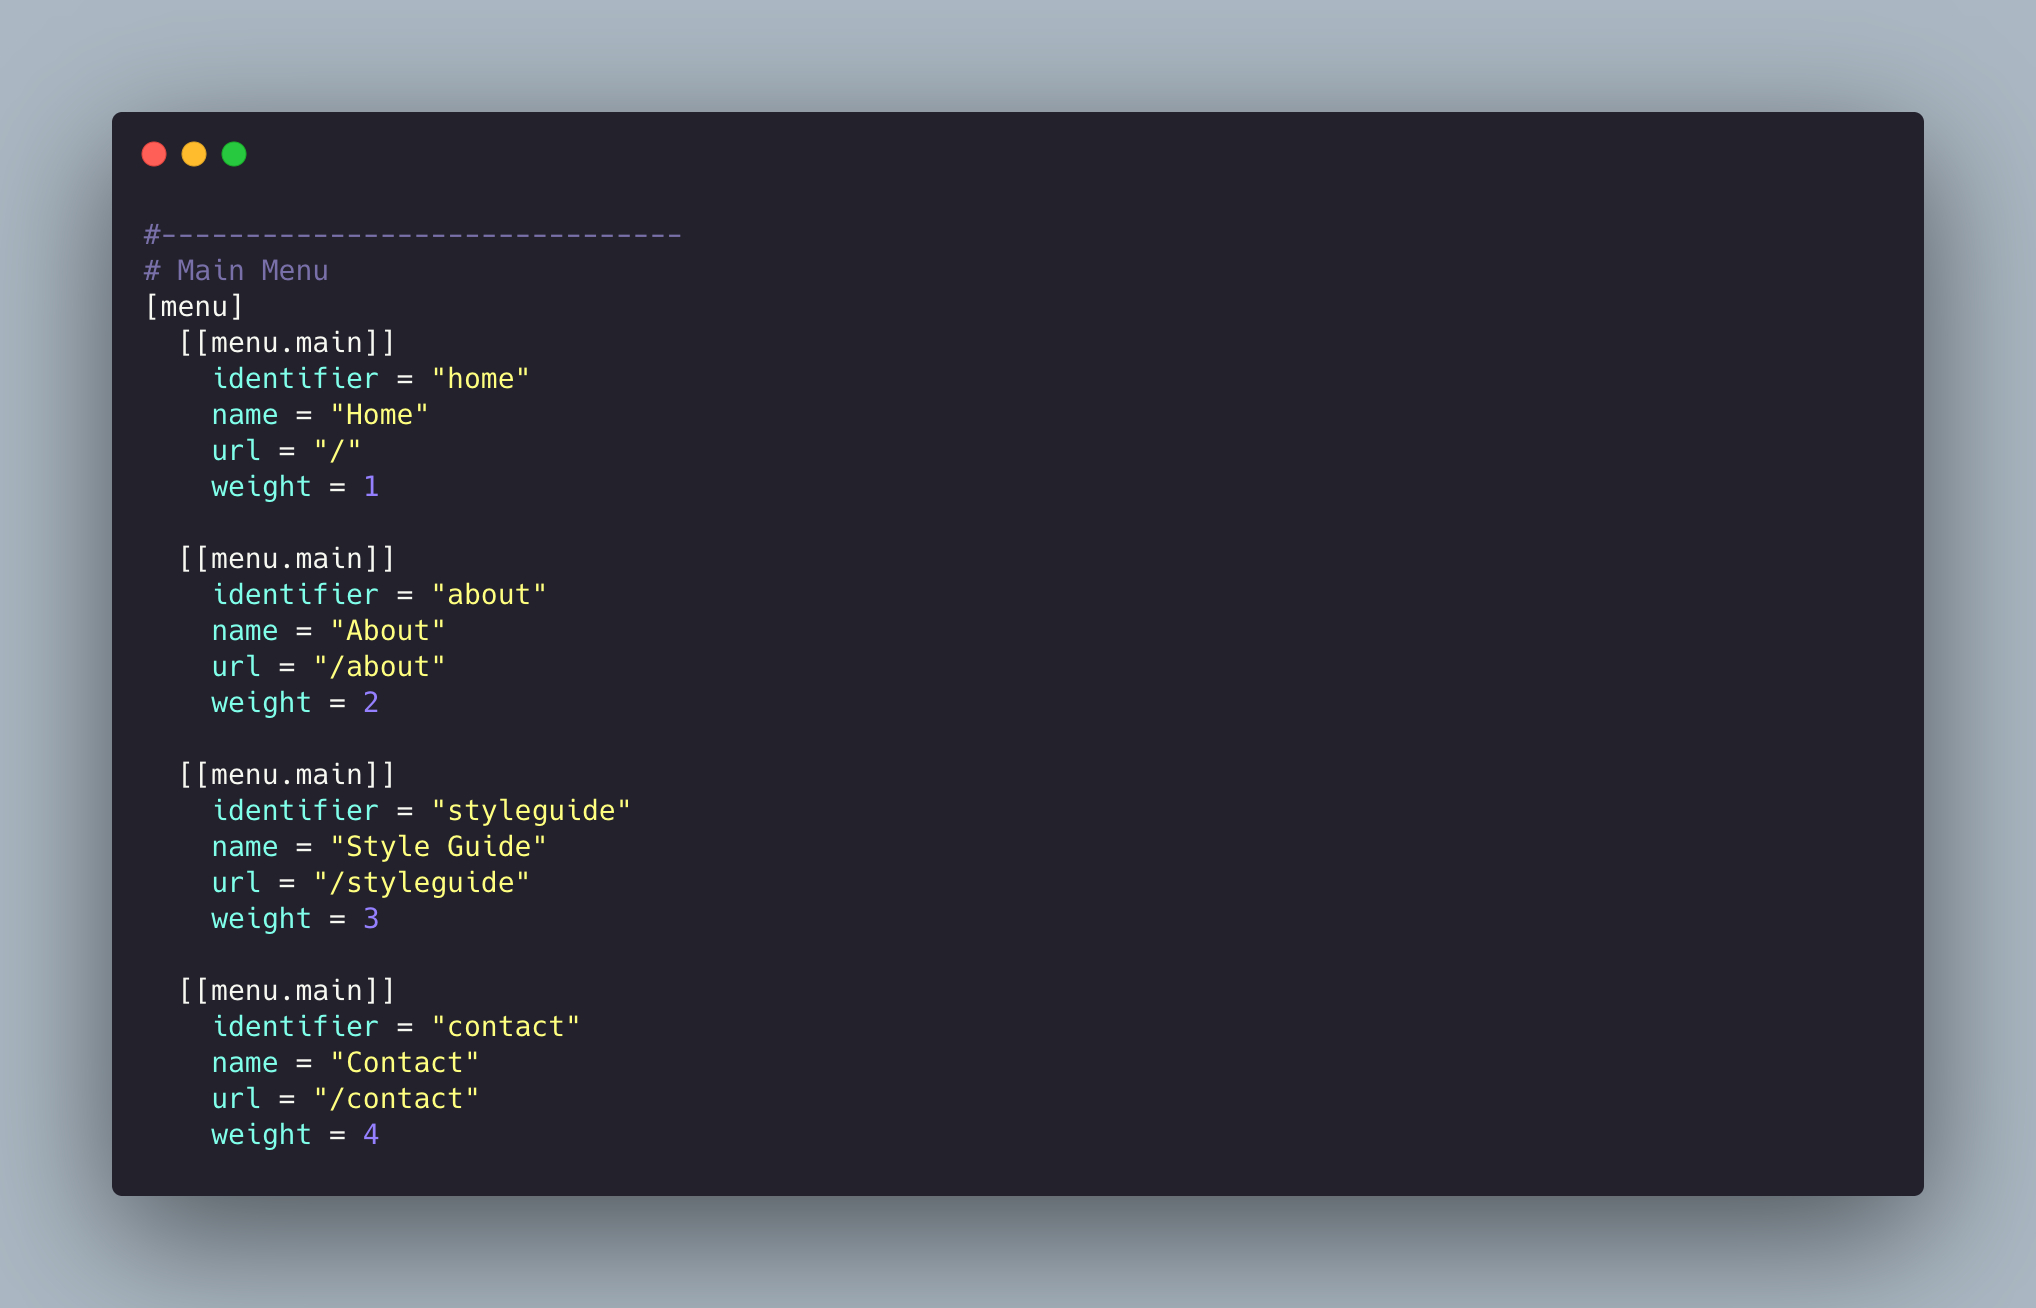 #-------------------------------
# Main Menu
[menu]
  [[menu.main]]
    identifier = "home"
    name = "Home"
    url = "/"
    weight = 1

  [[menu.main]]
    identifier = "about"
    name = "About"
    url = "/about"
    weight = 2

  [[menu.main]]
    identifier = "styleguide"
    name = "Style Guide"
    url = "/styleguide"
    weight = 3

  [[menu.main]]
    identifier = "contact"
    name = "Contact"
    url = "/contact"
    weight = 4